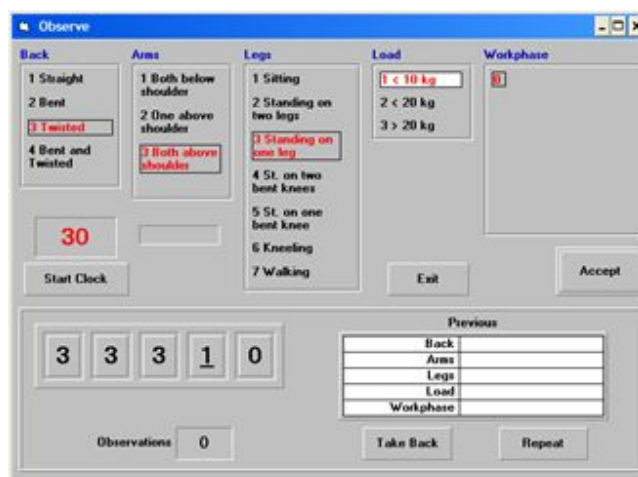 Observe
Back
1 Straight
2 Bent
3 Twisted
4 Bent and
Twisted
Arms
1 Both below
shoulder
2 One above
shoulder
3 Both above
shoulder
Legs
1 Sitting
2 Standing on
two legs
3 Standing on
one leg
4 St. on two
bent knees
5 St. on one
bent knee
6 Kneeling
7 Walking
Load
1 < 10 kg
2 < 20 kg
3 > 20 kg
Workphase
0
30
Start Clock
Exit
Accept
3 3 3 1 0
Observations 0
Previous
Back
Arms
Legs
Load
Workphase
Take Back
Repeat